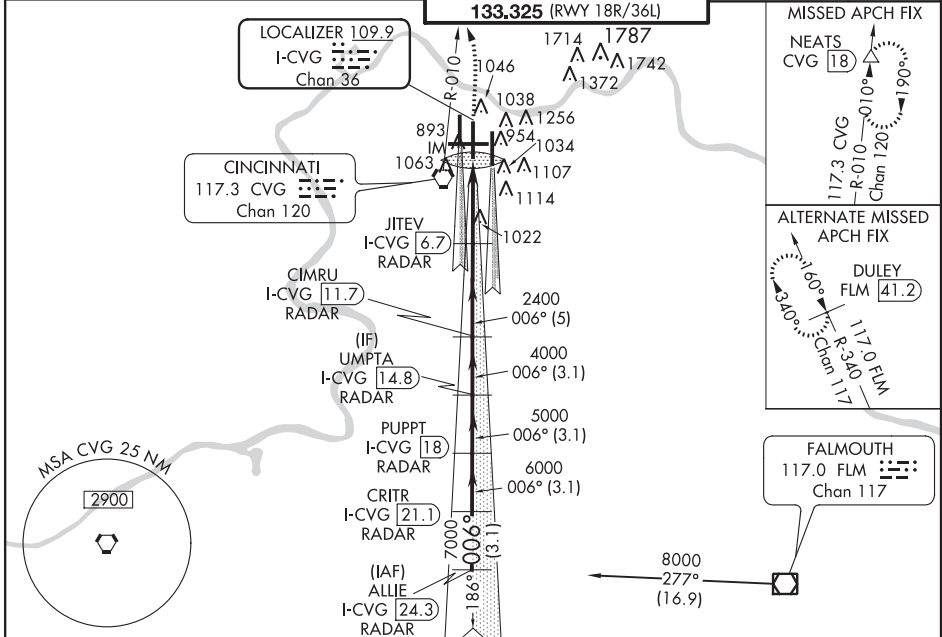 133.325 (RWY 18R/36L)
LOCALIZER 109.9
I-CVG
Chan 36
R-010
1046
1714
1787
1742
1372
1038
1256
893
IM
954
1034
1063
1107
1114
CINCINNATI
117.3 CVG
Chan 120
1022
JITEV
I-CVG 6.7
RADAR
CIMRU
I-CVG 11.7
RADAR
2400
006° (5)
(IF)
UMPTA
I-CVG 14.8
RADAR
4000
006° (3.1)
PUPPT
I-CVG 18
RADAR
5000
006° (3.1)
CRITR
I-CVG 21.1
RADAR
6000
006° (3.1)
7000
006°
(3.1)
(IAF)
ALLIE
I-CVG 24.3
RADAR
186°
MSA CVG 25 NM
2900
MISSED APCH FIX
NEATS
CVG 18
010°
190°
117.3 CVG
R-010
Chan 120
ALTERNATE MISSED
APCH FIX
DULEY
FLM 41.2
160°
340°
117.0 FLM
R-340
Chan 117
FALMOUTH
117.0 FLM
Chan 117
8000
277°
(16.9)